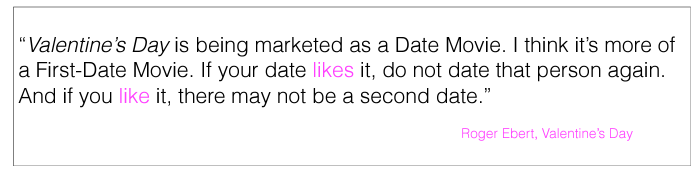 “Valentine’s Day is being marketed as a Date Movie. I think it’s more of
a First-Date Movie. If your date likes it, do not date that person again.
And if you like it, there may not be a second date.”
Roger Ebert, Valentine’s Day